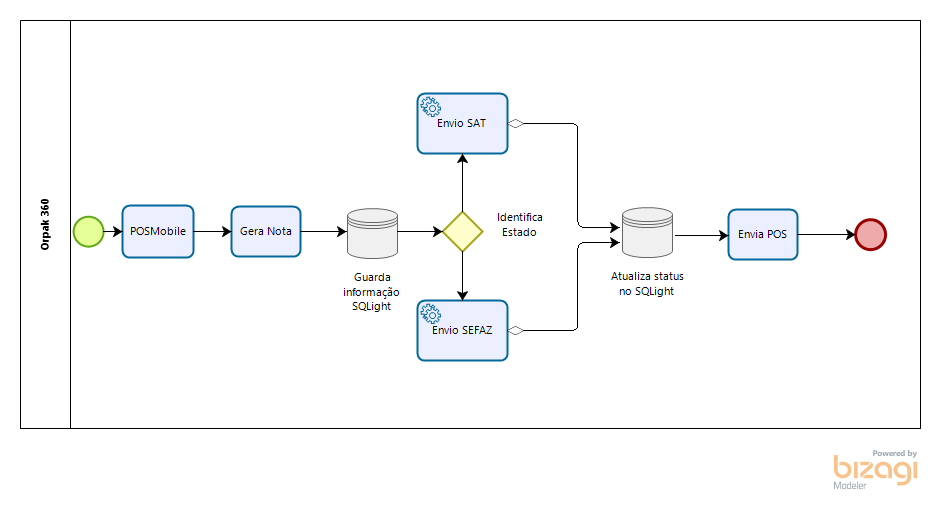 Orpak 360
POSMobile
Gera Nota
Guarda
informação
SQLight
Envio SAT
Identifica
Estado
Envio SEFAZ
Atualiza status
no SQLight
Envia POS
Powered by
bizagi
Modeler